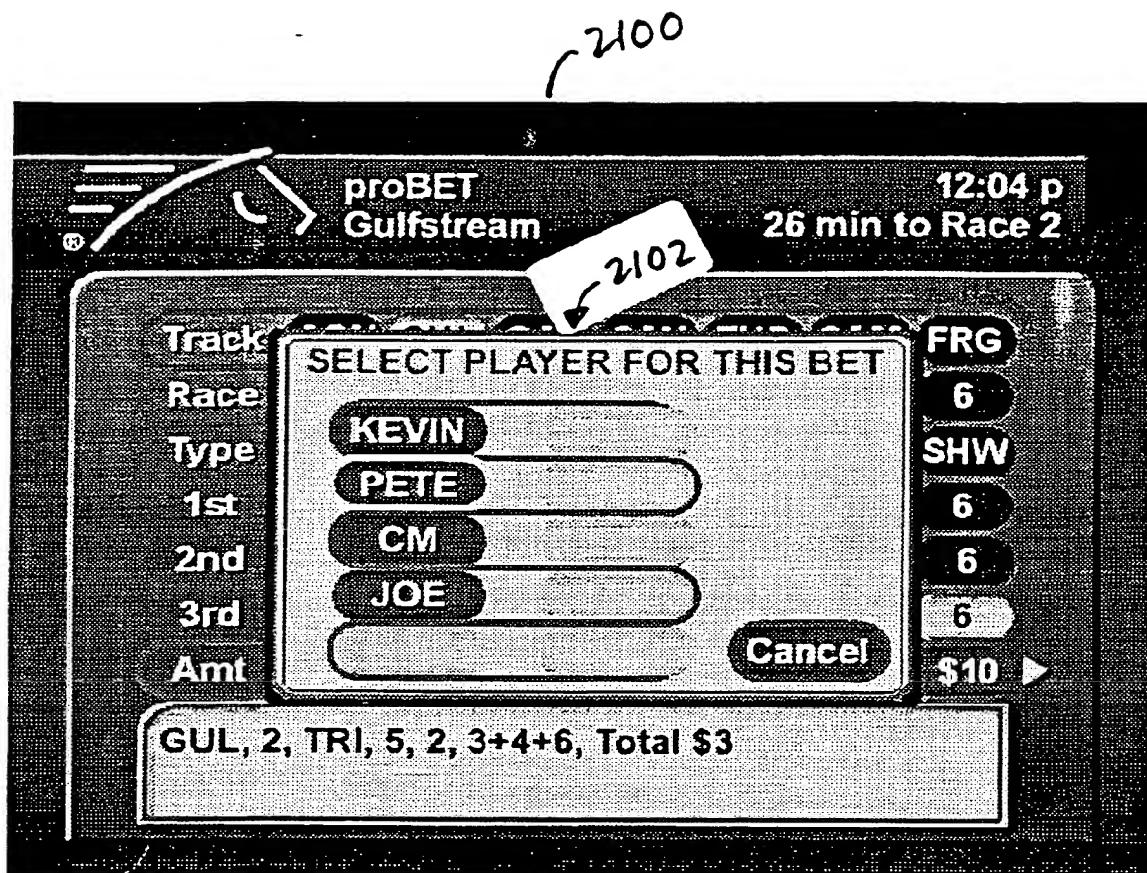 2100
proBET
Gulfstream
12:04 p
26 min to Race 2
®
2102
Track FRG
SELECT PLAYER FOR THIS BET
Race 6
KEVIN
Type SHW
PETE
1st 6
CM
2nd 6
JOE
3rd 6
Cancel
Amt $10
GUL, 2, TRI, 5, 2, 3+4+6, Total $3